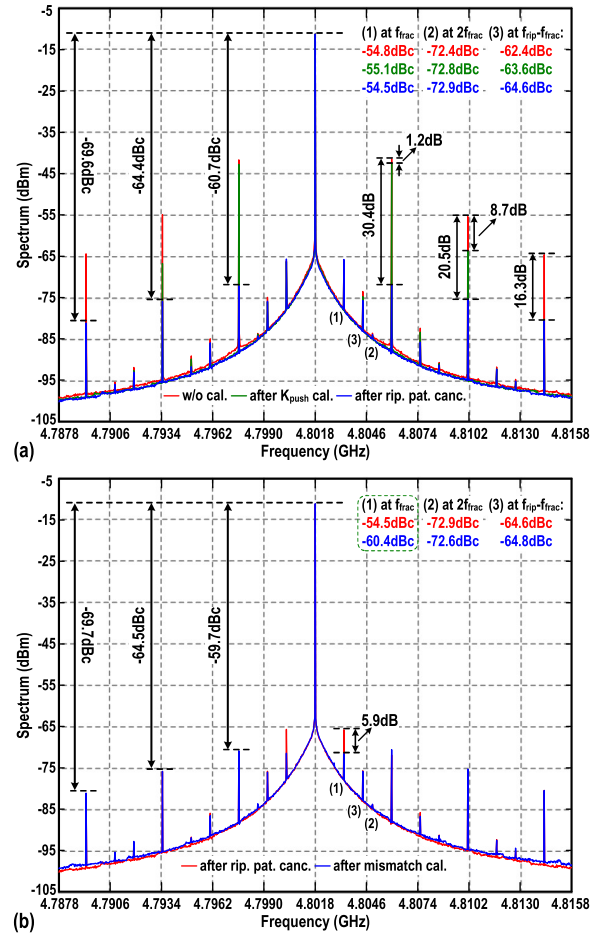 -5
-15
-25
-35
-45
-55
-65
-75
-85
-95
-105
Spectrum (dBm)
(1) at ffrac (2) at 2ffrac (3) at frip-ffrac:
-54.8dBc -72.4dBc -62.4dBc
-55.1dBc -72.8dBc -63.6dBc
-54.5dBc -72.9dBc -64.6dBc
-69.6dBc
-64.4dBc
-60.7dBc
1.2dB
30.4dB
8.7dB
20.5dB
16.3dB
(1)
(3)
(2)
w/o cal. after Kpush cal. after rip. pat. canc.
4.7878 4.7906 4.7934 4.7962 4.7990 4.8018 4.8046 4.8074 4.8102 4.8130 4.8158
Frequency (GHz)
(a)
-5
-15
-25
-35
-45
-55
-65
-75
-85
-95
-105
Spectrum (dBm)
(1) at ffrac (2) at 2ffrac (3) at frip-ffrac:
-54.5dBc -72.9dBc -64.6dBc
-60.4dBc -72.6dBc -64.8dBc
-69.7dBc
-64.5dBc
-59.7dBc
5.9dB
(1)
(3)
(2)
after rip. pat. canc. after mismatch cal.
4.7878 4.7906 4.7934 4.7962 4.7990 4.8018 4.8046 4.8074 4.8102 4.8130 4.8158
Frequency (GHz)
(b)